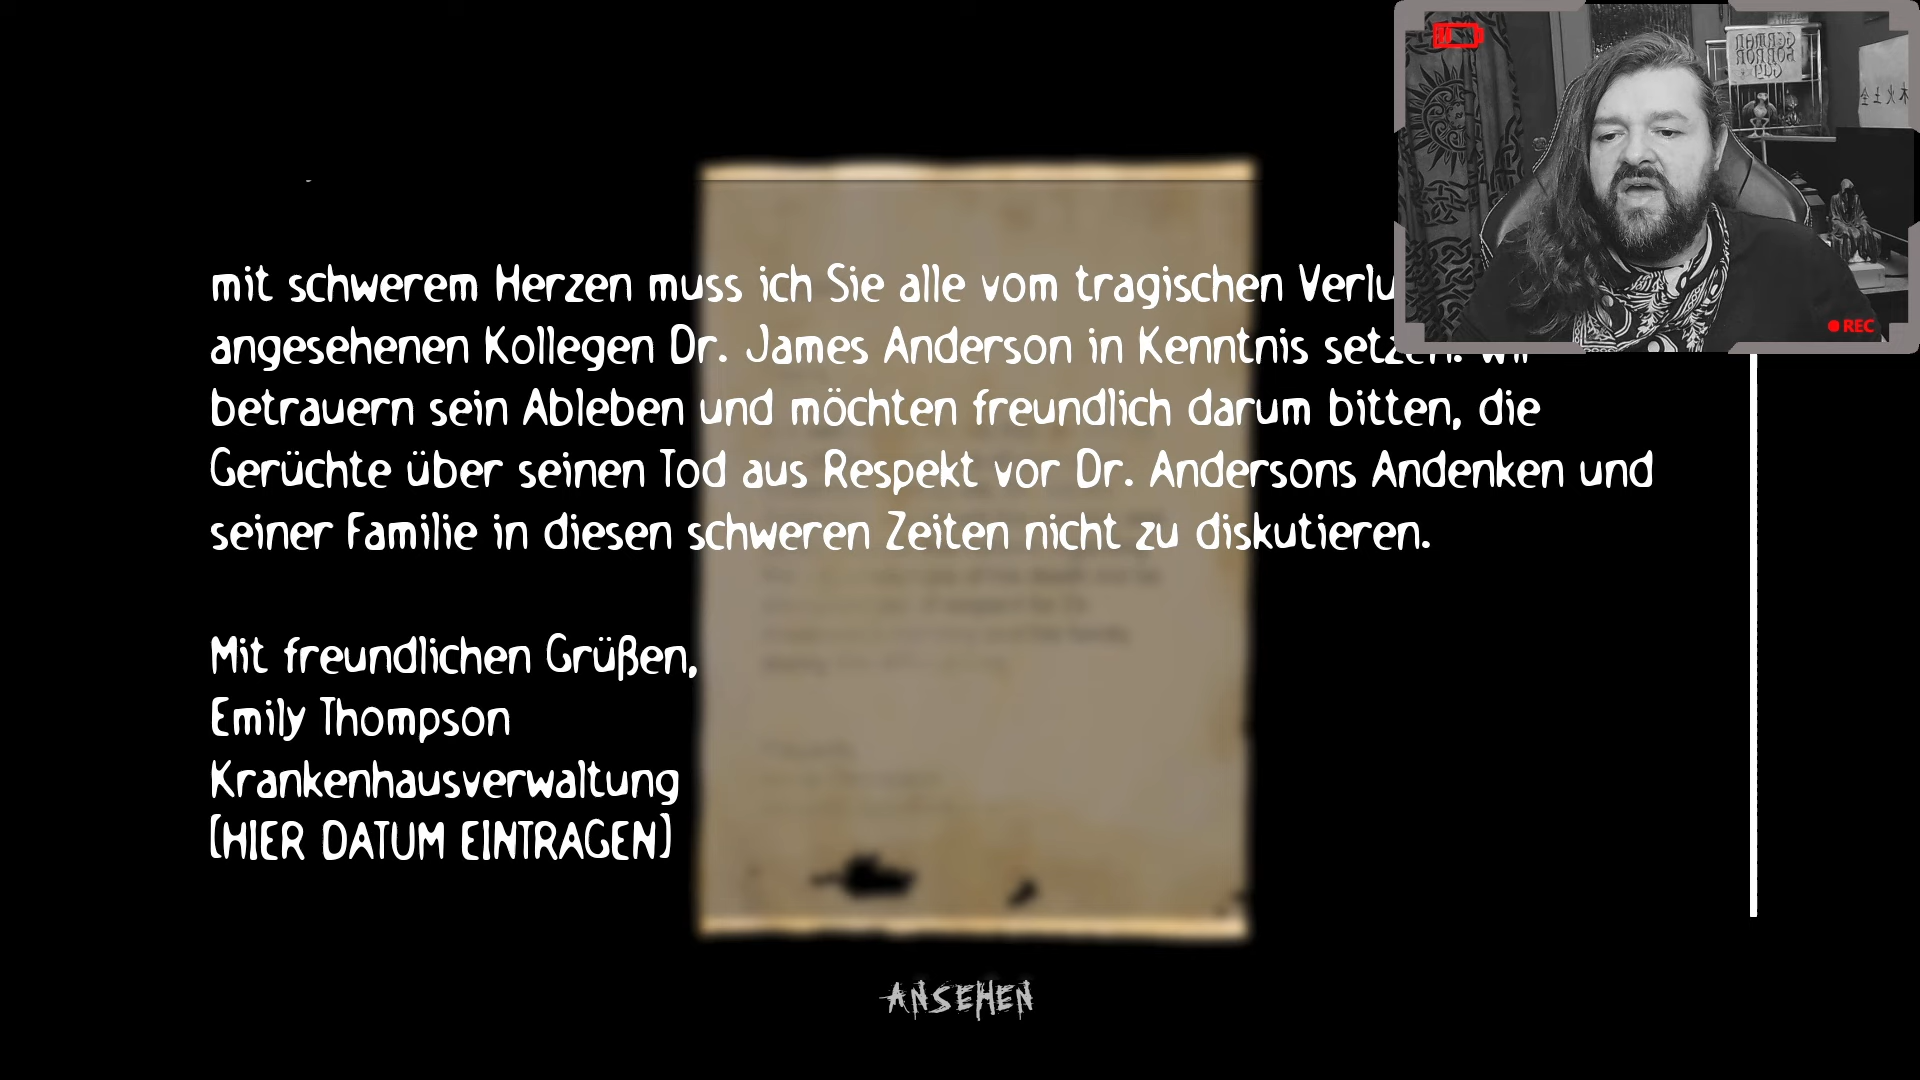 REC
mit schwerem Herzen muss ich Sie alle vom tragischen
angesehenen Kollegen Dr. James Anderson in Kenntnis
betrauern sein Ableben und möchten freundlich darum bitten, die
Gerüchte über seinen Tod aus Respekt vor Dr. Andersons Andenken und
seiner Familie in diesen schweren Zeiten nicht zu diskutieren.
Mit freundlichen Grüßen,
Emily Thompson
Krankenhausverwaltung
[HIER DATUM EINTRAGEN]
ANSEHEN